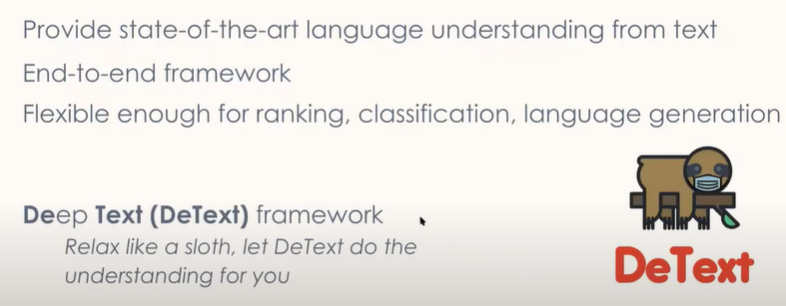 Provide state-of-the-art language understanding from text
End-to-end framework
Flexible enough for ranking, classification, language generation
Deep Text (DeText) framework
Relax like a sloth, let DeText do the
understanding for you
DeText